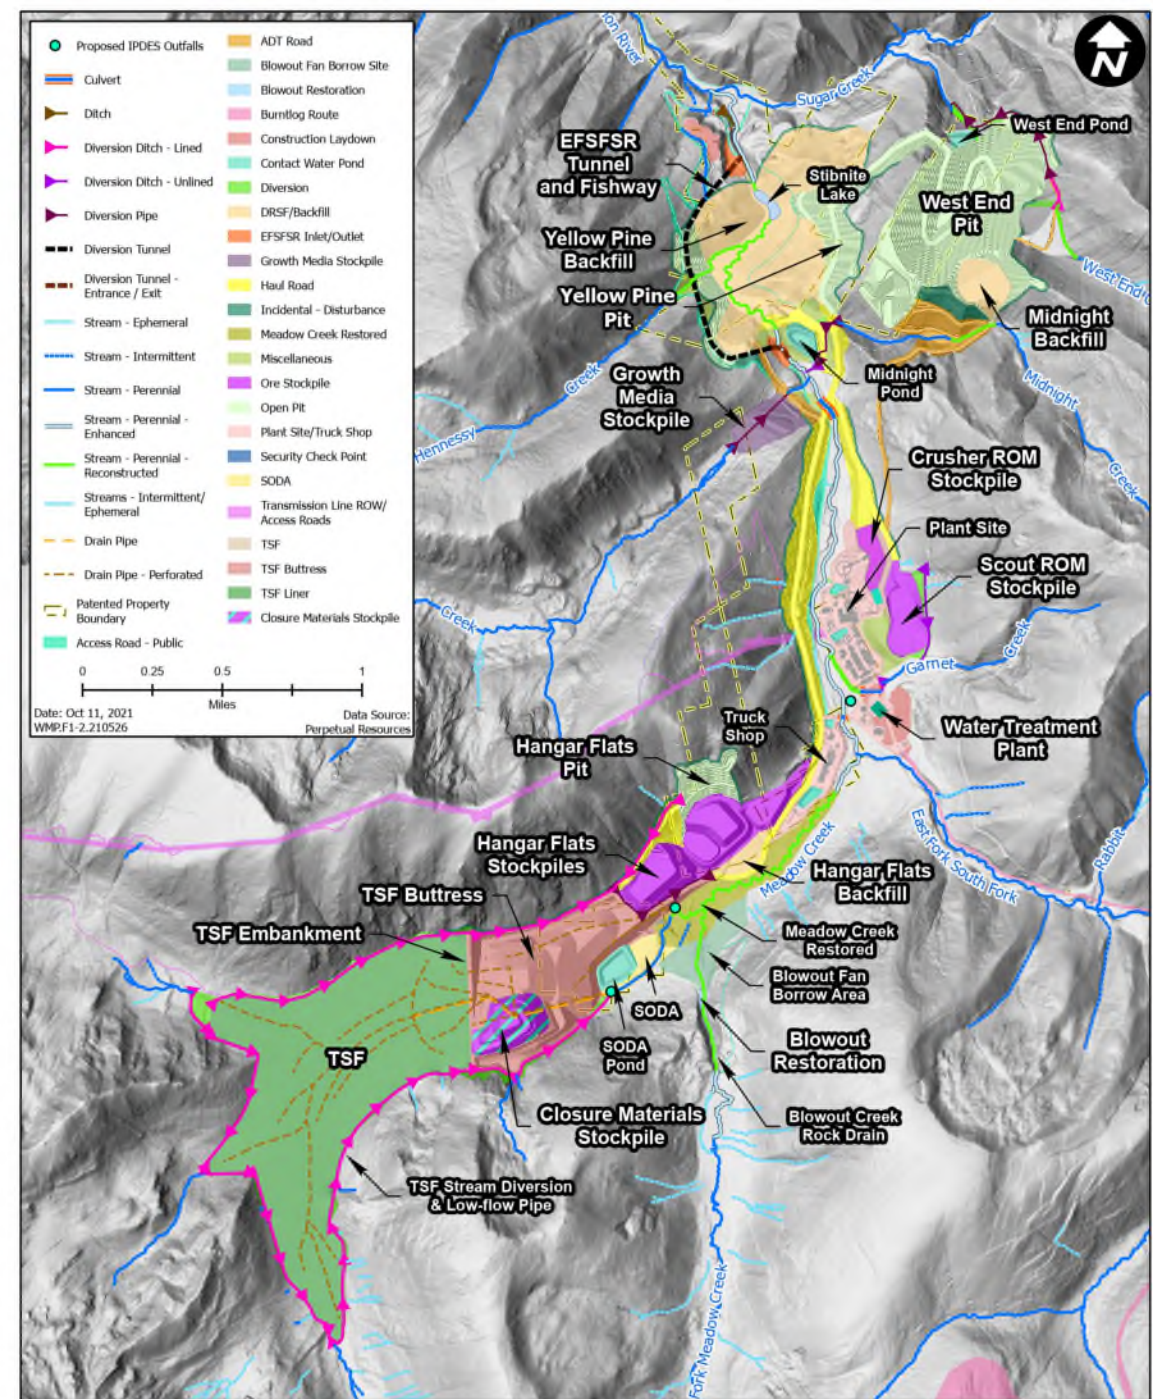 Proposed IPDES Outfalls
Culvert
Ditch
Diversion Ditch - Lined
Diversion Ditch - Unlined
Diversion Pipe
Diversion Tunnel
Diversion Tunnel -
Entrance / Exit
Stream - Ephemeral
Stream - Intermittent
Stream - Perennial
Stream - Perennial -
Enhanced
Stream - Perennial -
Reconstructed
Streams - Intermittent/
Ephemeral
Drain Pipe
Drain Pipe - Perforated
Patented Property
Boundary
Access Road - Public
ADT Road
Blowout Fan Borrow Site
Blowout Restoration
Burntlog Route
Construction Laydown
Contact Water Pond
Diversion
DRSF/Backfill
EFSFSR Inlet/Outlet
Growth Media Stockpile
Haul Road
Incidental - Disturbance
Meadow Creek Restored
Miscellaneous
Ore Stockpile
Open Pit
Plant Site/Truck Shop
Security Check Point
SODA
Transmission Line ROW/
Access Roads
TSF
TSF Buttress
TSF Liner
Closure Materials Stockpile
0 0.25 0.5 1
Miles
Date: Oct 11, 2021
WMP.F1-2.210526
Data Source:
Perpetual Resources
N
River
Sugar Creek
West End Pond
EFSFSR
Tunnel
and Fishway
Stibnite
Lake
West End
Pit
Yellow Pine
Backfill
West End
Yellow Pine
Pit
Midnight
Backfill
Midnight
Pond
Growth
Media
Stockpile
Hennessy
Creek
Midnight
Creek
Crusher ROM
Stockpile
Plant Site
Scout ROM
Stockpile
Creek
Garnet
Creek
Truck
Shop
Water Treatment
Plant
Hangar Flats
Pit
East Fork South Fork
Rabbit
Meadow Creek
Hangar Flats
Stockpiles
Hangar Flats
Backfill
TSF Buttress
TSF Embankment
Meadow Creek
Restored
Blowout Fan
Borrow Area
SODA
SODA
Pond
Blowout
Restoration
TSF
Closure Materials
Stockpile
Blowout Creek
Rock Drain
TSF Stream Diversion
& Low-flow Pipe
Fork Meadow Creek